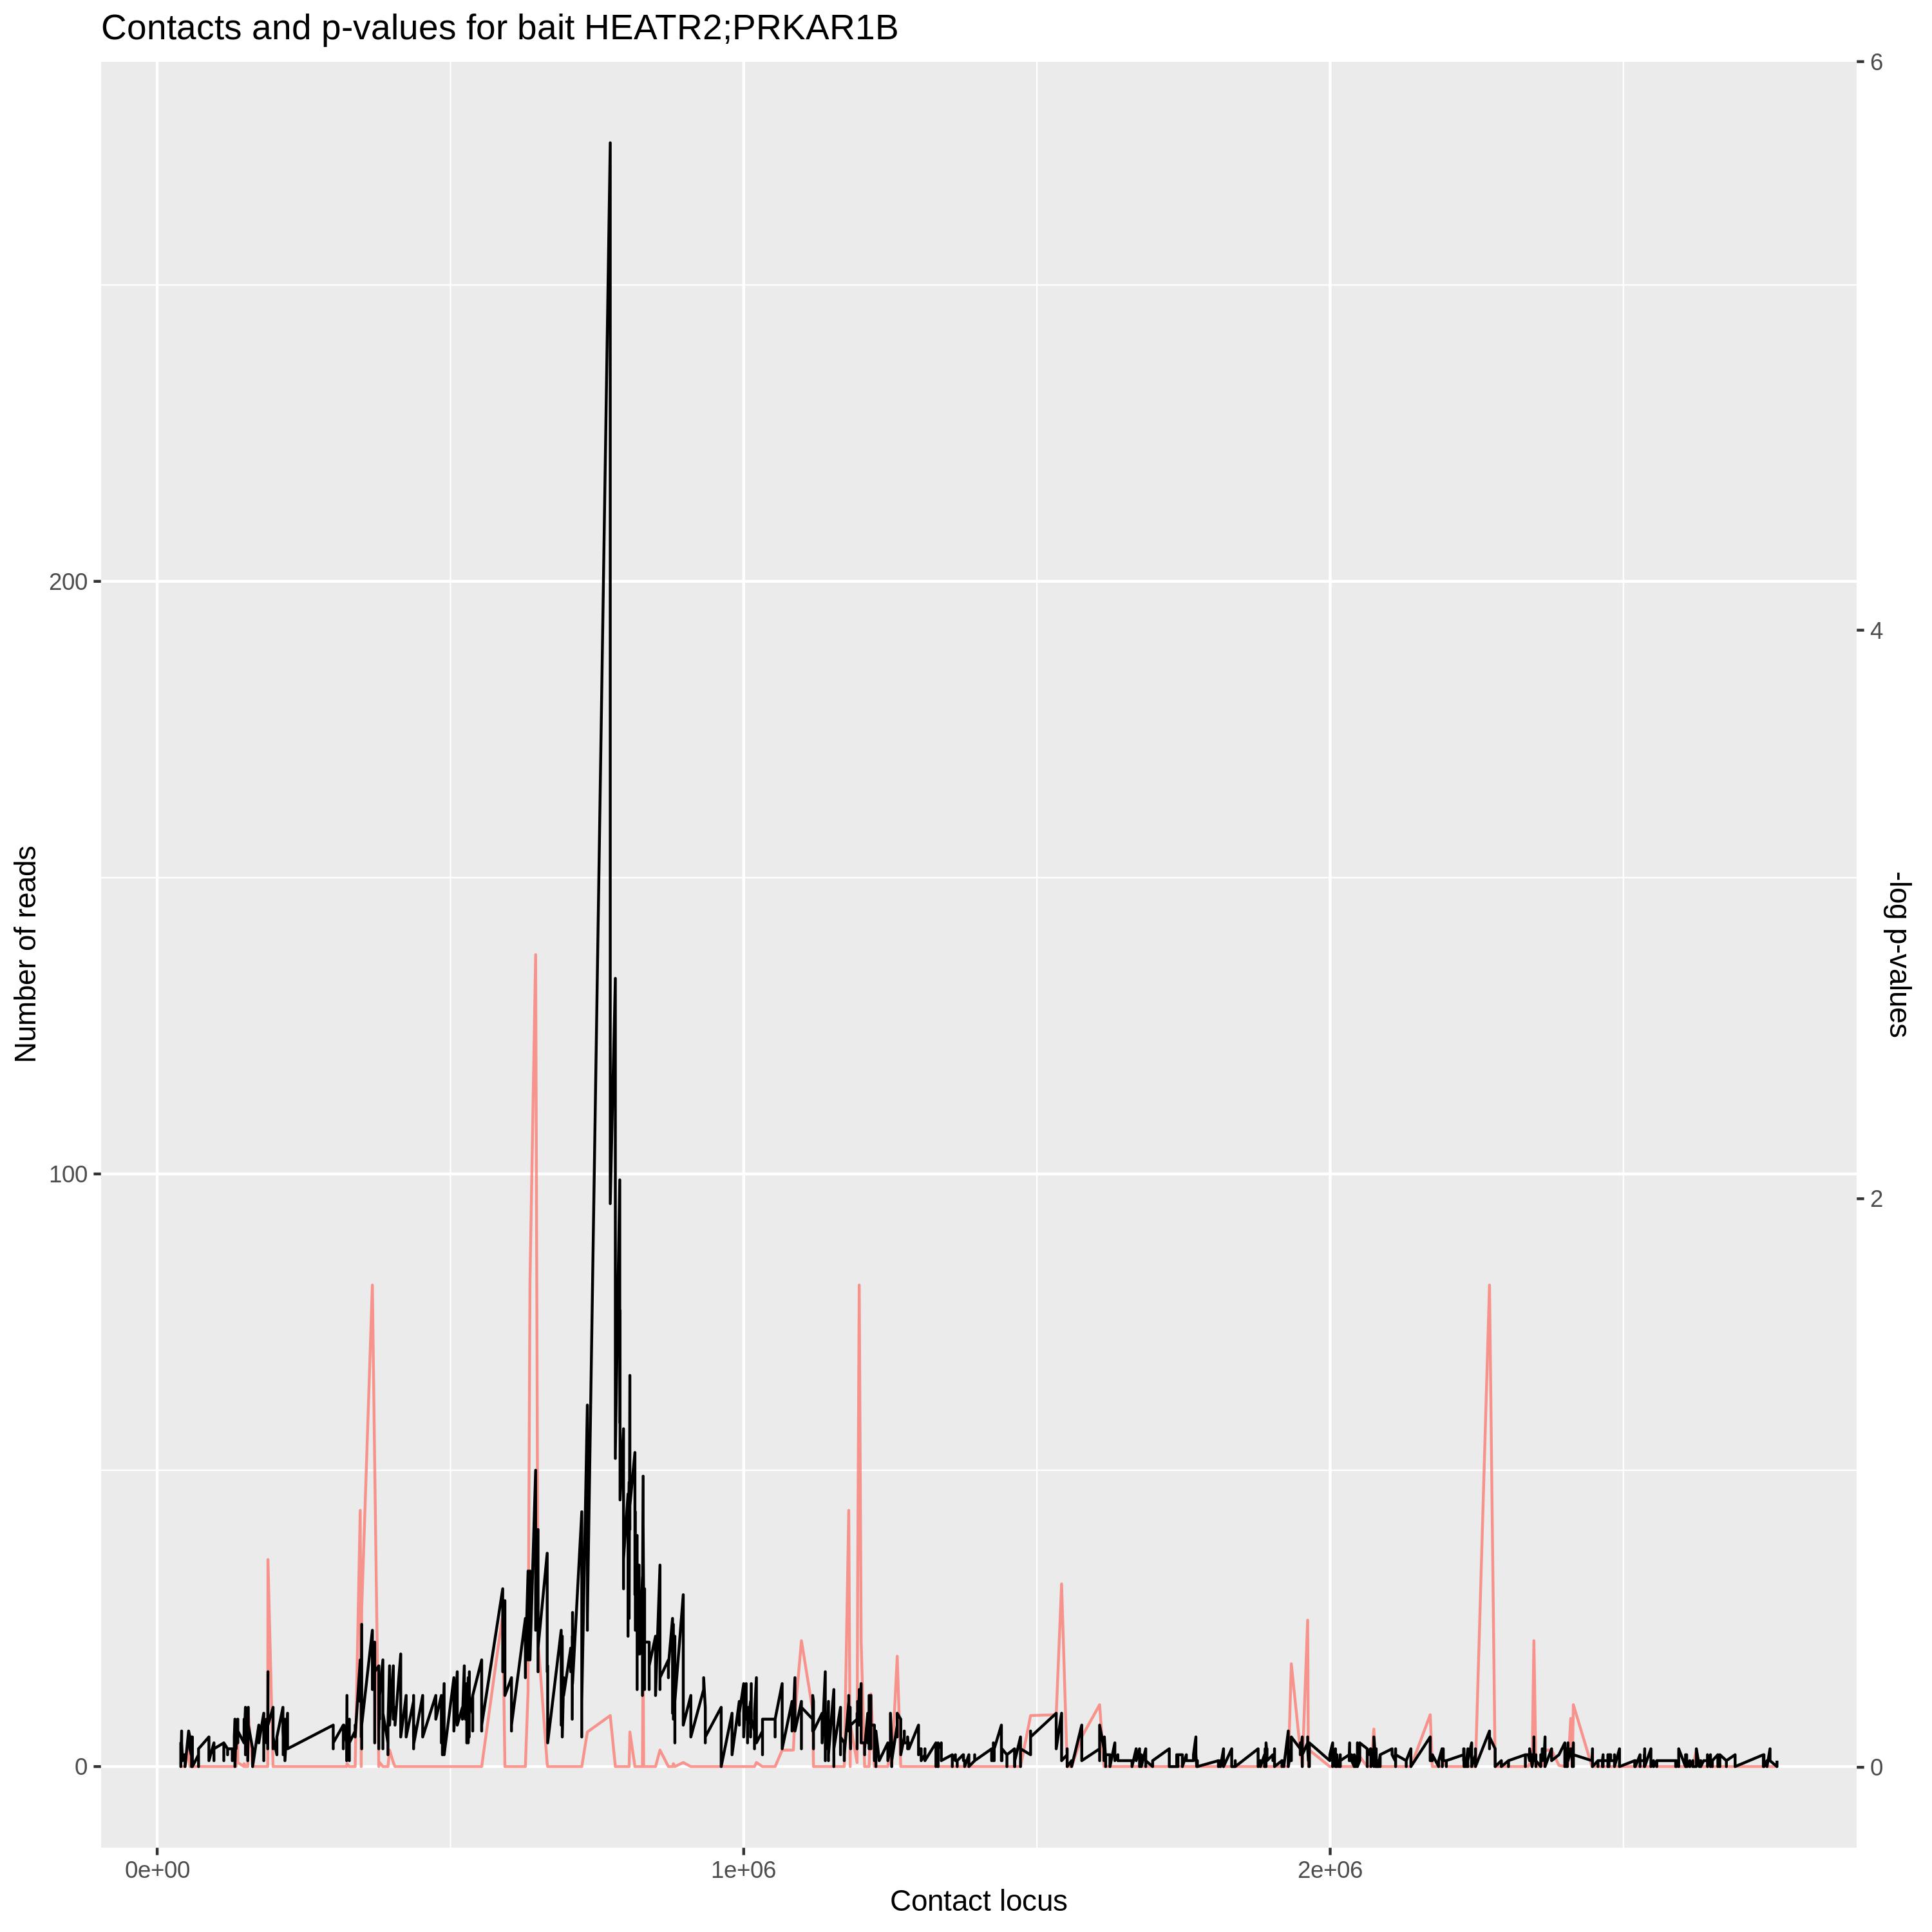 Contacts and p-values for bait HEATR2;PRKAR1B
6
200
4
Number of reads
-log p-values
100
2
0
0
0e+00
1e+06
2e+06
Contact locus